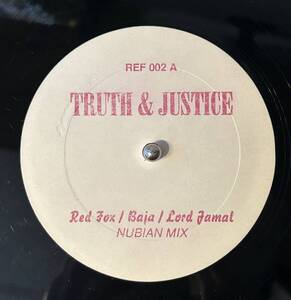 REF 002 A
TRUTH & JUSTICE
Red Fox / Baja / Lord Jamal
NUBIAN MIX